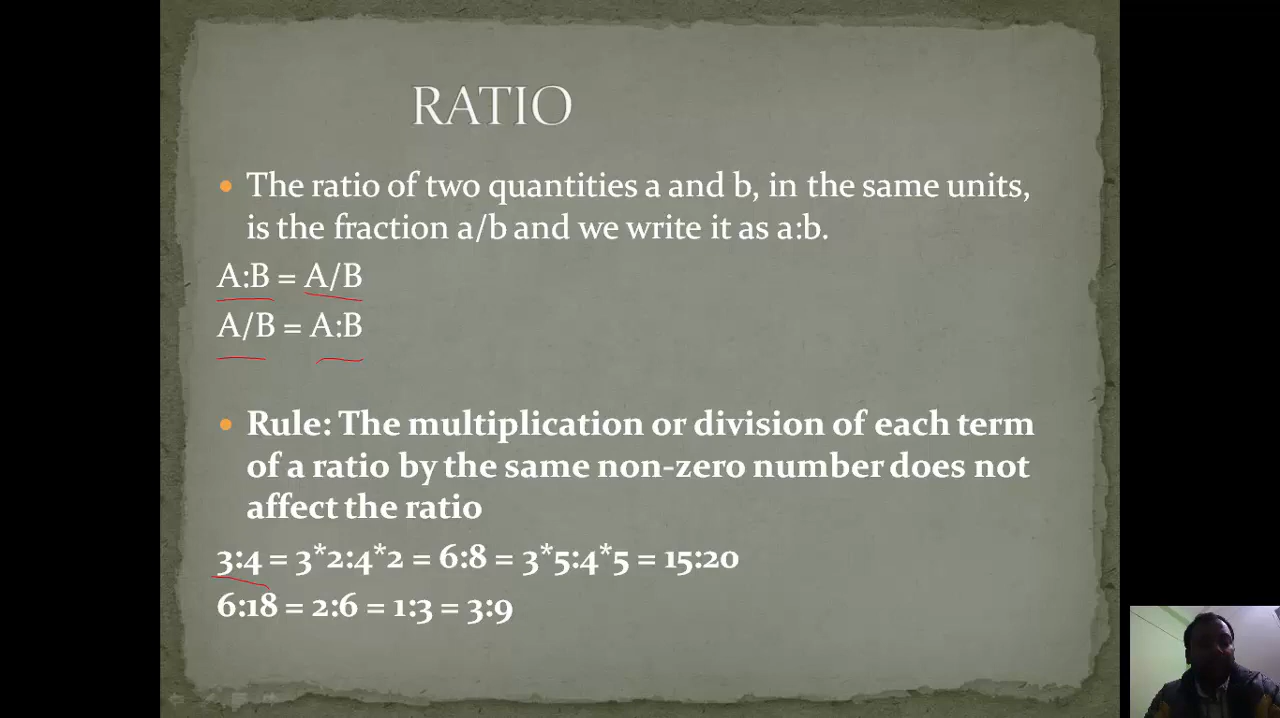 RATIO
The ratio of two quantities a and b, in the same units,
is the fraction a/b and we write it as a:b.
A:B = A/B
A/B = A:B
Rule: The multiplication or division of each term
of a ratio by the same non-zero number does not
affect the ratio
3:4 = 3*2:4*2 = 6:8 = 3*5:4*5 = 15:20
6:18 = 2:6 = 1:3 = 3:9